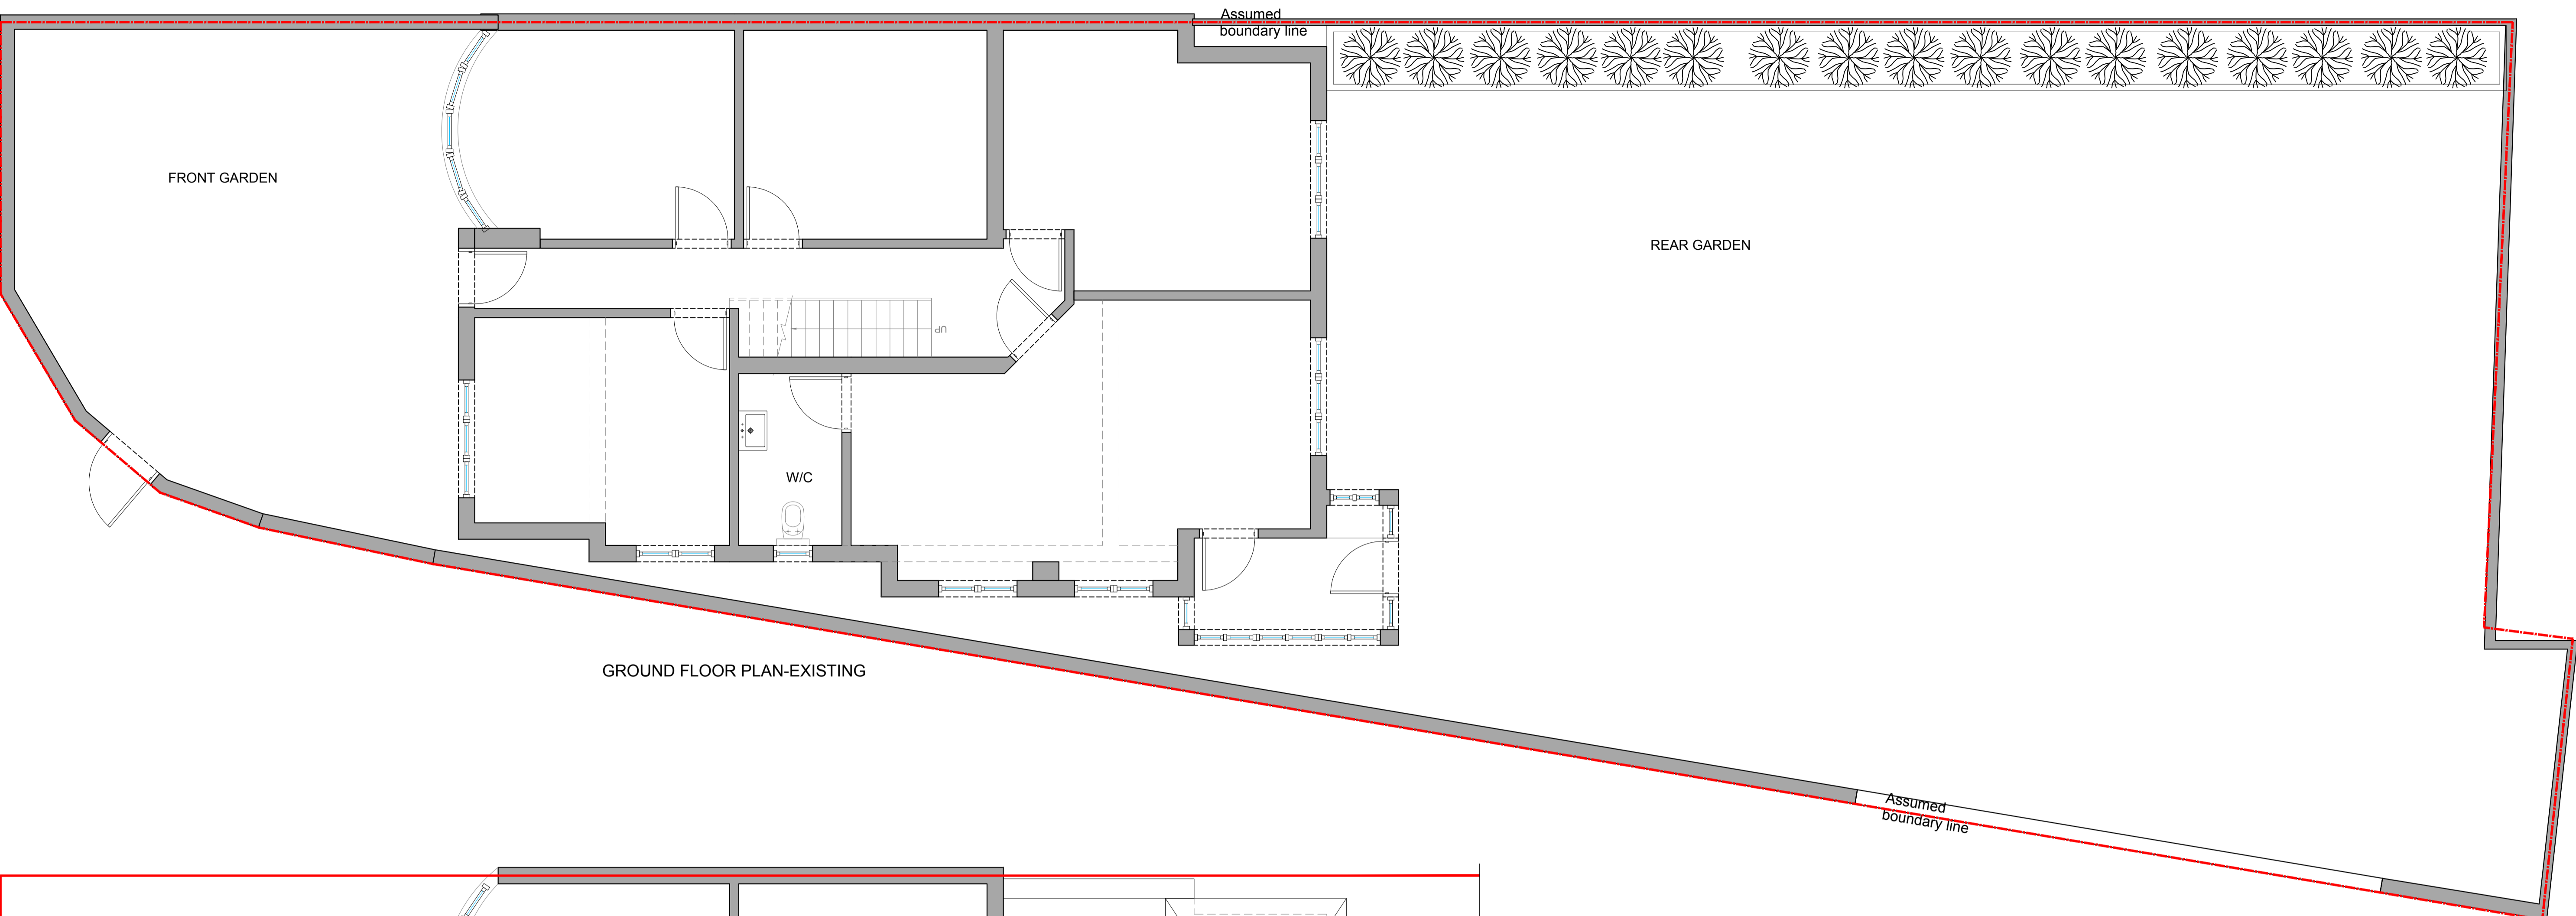 Assumed
boundary line
FRONT GARDEN
REAR GARDEN
UP
W/C
GROUND FLOOR PLAN-EXISTING
Assumed
boundary line